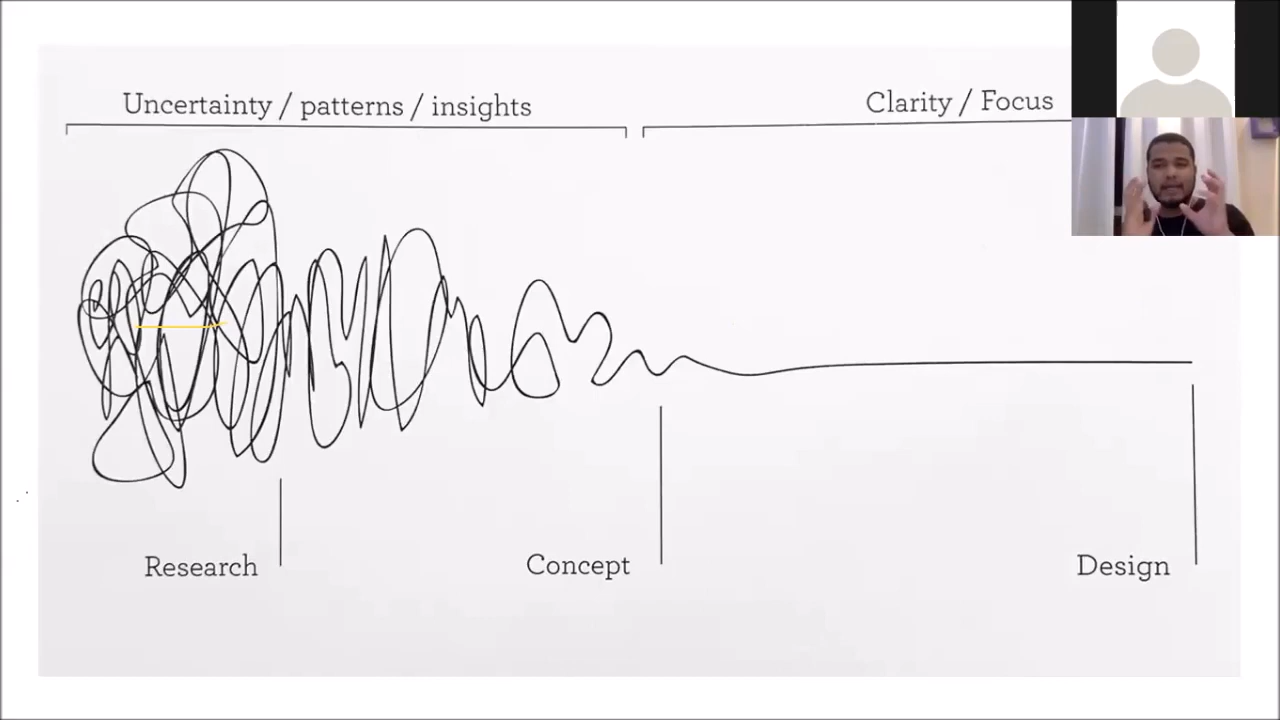 Uncertainty / patterns / insights
Clarity / Focus
Research
Concept
Design